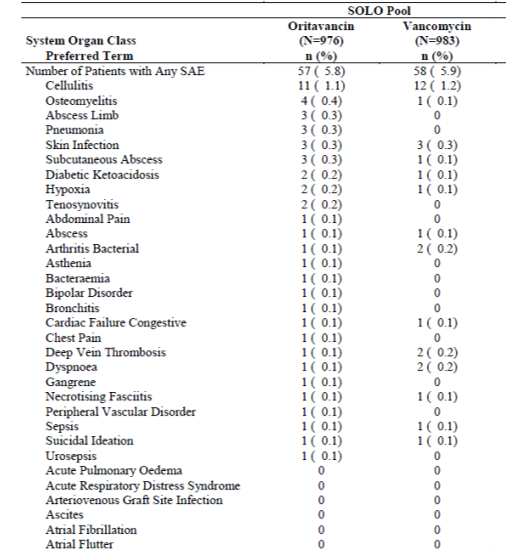 SOLO Pool
Oritavancin Vancomycin
System Organ Class (N=976) (N=983)
Preferred Term n (%) n (%)
Number of Patients with Any SAE 57 ( 5.8) 58 ( 5.9)
Cellulitis 11 ( 1.1) 12 ( 1.2)
Osteomyelitis 4 ( 0.4) 1 ( 0.1)
Abscess Limb 3 ( 0.3) 0
Pneumonia 3 ( 0.3) 0
Skin Infection 3 ( 0.3) 3 ( 0.3)
Subcutaneous Abscess 3 ( 0.3) 1 ( 0.1)
Diabetic Ketoacidosis 2 ( 0.2) 1 ( 0.1)
Hypoxia 2 ( 0.2) 1 ( 0.1)
Tenosynovitis 2 ( 0.2) 0
Abdominal Pain 1 ( 0.1) 0
Abscess 1 ( 0.1) 1 ( 0.1)
Arthritis Bacterial 1 ( 0.1) 2 ( 0.2)
Asthenia 1 ( 0.1) 0
Bacteraemia 1 ( 0.1) 0
Bipolar Disorder 1 ( 0.1) 0
Bronchitis 1 ( 0.1) 0
Cardiac Failure Congestive 1 ( 0.1) 1 ( 0.1)
Chest Pain 1 ( 0.1) 0
Deep Vein Thrombosis 1 ( 0.1) 2 ( 0.2)
Dyspnoea 1 ( 0.1) 2 ( 0.2)
Gangrene 1 ( 0.1) 0
Necrotising Fasciitis 1 ( 0.1) 1 ( 0.1)
Peripheral Vascular Disorder 1 ( 0.1) 0
Sepsis 1 ( 0.1) 1 ( 0.1)
Suicidal Ideation 1 ( 0.1) 1 ( 0.1)
Urosepsis 1 ( 0.1) 0
Acute Pulmonary Oedema 0 0
Acute Respiratory Distress Syndrome 0 0
Arteriovenous Graft Site Infection 0 0
Ascites 0 0
Atrial Fibrillation 0 0
Atrial Flutter 0 0